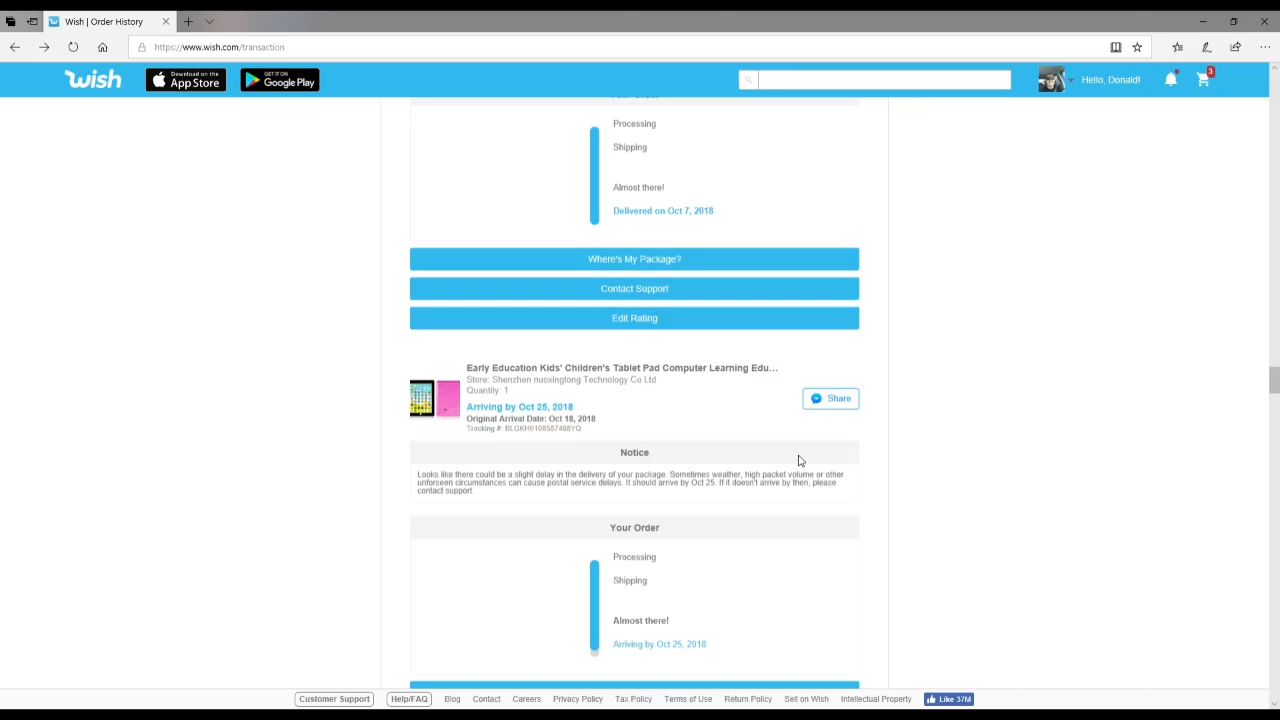 Wish | Order History
https://www.wish.com/transaction
wish
Download on the
App Store
GET IT ON
Google Play
Hello, Donald!
3
Processing
Shipping
Almost there!
Delivered on Oct 7, 2018
Where's My Package?
Contact Support
Edit Rating
Early Education Kids' Children's Tablet Pad Computer Learning Edu...
Store: Shenzhen nuoxingtong Technology Co Ltd
Quantity: 1
Arriving by Oct 25, 2018
Original Arrival Date: Oct 18, 2018
Tracking #: BLGKH0108587488YQ
Share
Notice
Looks like there could be a slight delay in the delivery of your package. Sometimes weather, high packet volume or other
unforseen circumstances can cause postal service delays. It should arrive by Oct 25. If it doesn't arrive by then, please
contact support.
Your Order
Processing
Shipping
Almost there!
Arriving by Oct 25, 2018
Customer Support
Help/FAQ
Blog
Contact
Careers
Privacy Policy
Tax Policy
Terms of Use
Return Policy
Sell on Wish
Intellectual Property
Like 37M